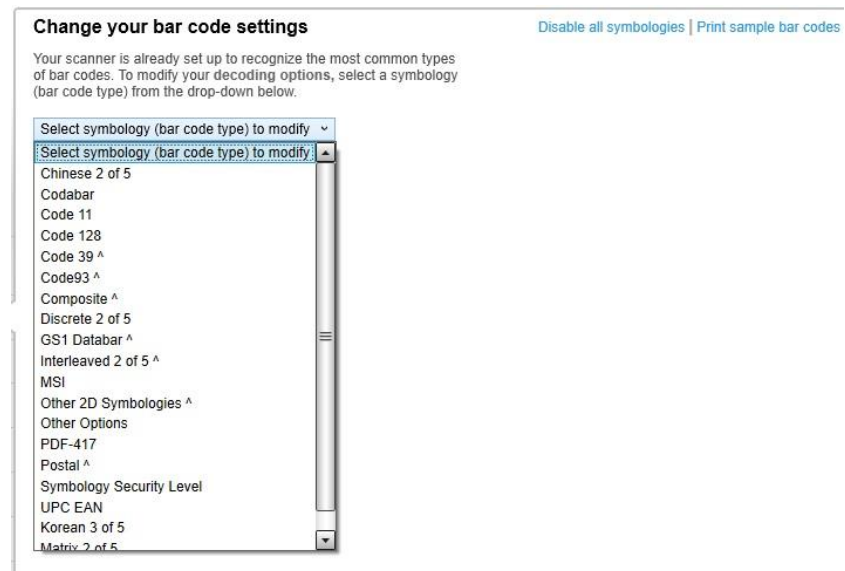 Change your bar code settings
Disable all symbologies | Print sample bar codes
Your scanner is already set up to recognize the most common types
of bar codes. To modify your decoding options, select a symbology
(bar code type) from the drop-down below.
Select symbology (bar code type) to modify
Select symbology (bar code type) to modify
Chinese 2 of 5
Codabar
Code 11
Code 128
Code 39 ^
Code93 ^
Composite ^
Discrete 2 of 5
GS1 Databar ^
Interleaved 2 of 5 ^
MSI
Other 2D Symbologies ^
Other Options
PDF-417
Postal ^
Symbology Security Level
UPC EAN
Korean 3 of 5
Matrix 2 of 5